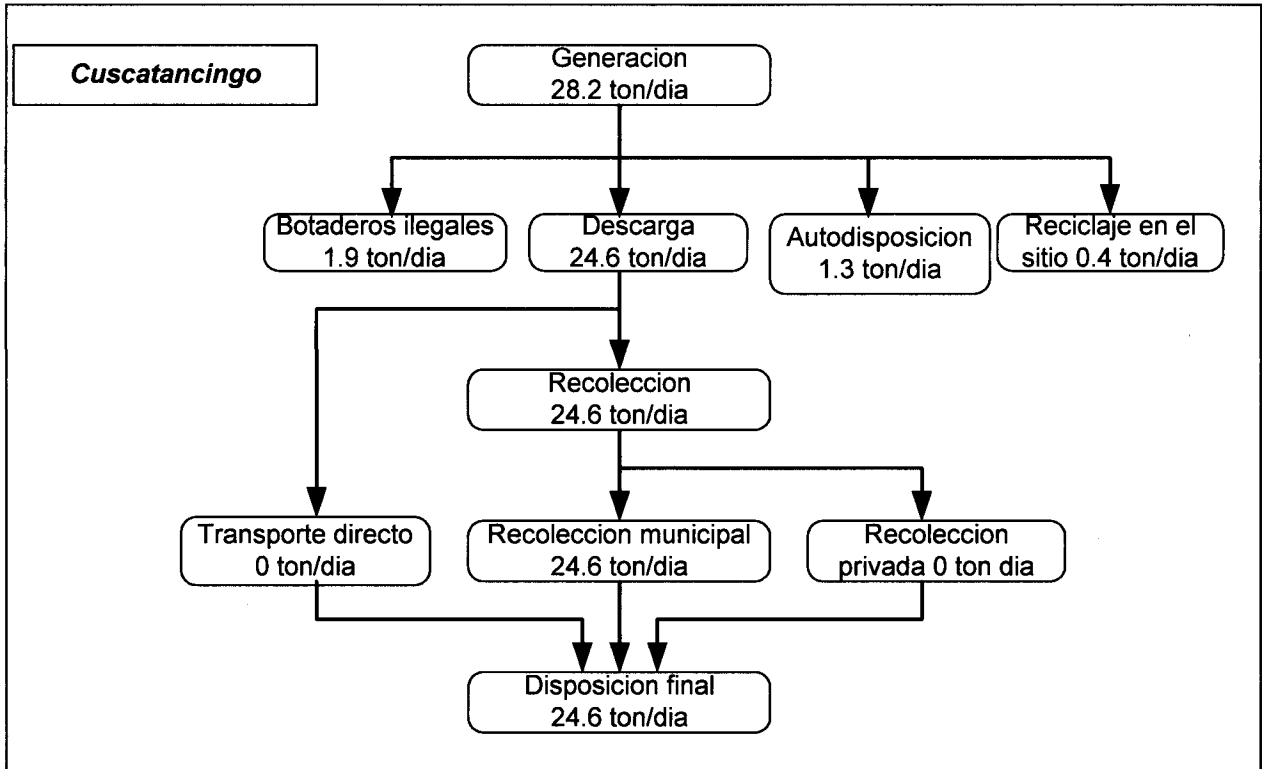 Cuscatancingo
Generacion
28.2 ton/dia
Botaderos ilegales
1.9 ton/dia
Descarga
24.6 ton/dia
Autodisposicion
1.3 ton/dia
Reciclaje en el
sitio 0.4 ton/dia
Recoleccion
24.6 ton/dia
Transporte directo
0 ton/dia
Recoleccion municipal
24.6 ton/dia
Recoleccion
privada 0 ton dia
Disposicion final
24.6 ton/dia